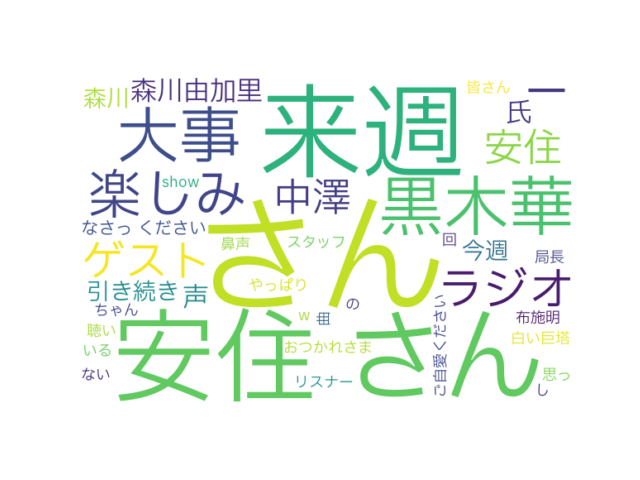 森川
森川由加里
来週
皆さん
一
氏
大事
安住
楽しみ
show
中澤
黒木華
なさっ
ください
さん
鼻声
スタッフ
回
今週
局長
ゲスト
引き続き
声
やっぱり
ラジオ
ちゃん
w
の
ご自愛ください
布施明
聴い
安住さん
おつかれさま
白い巨塔
いる
ない
リスナー
思っ
し